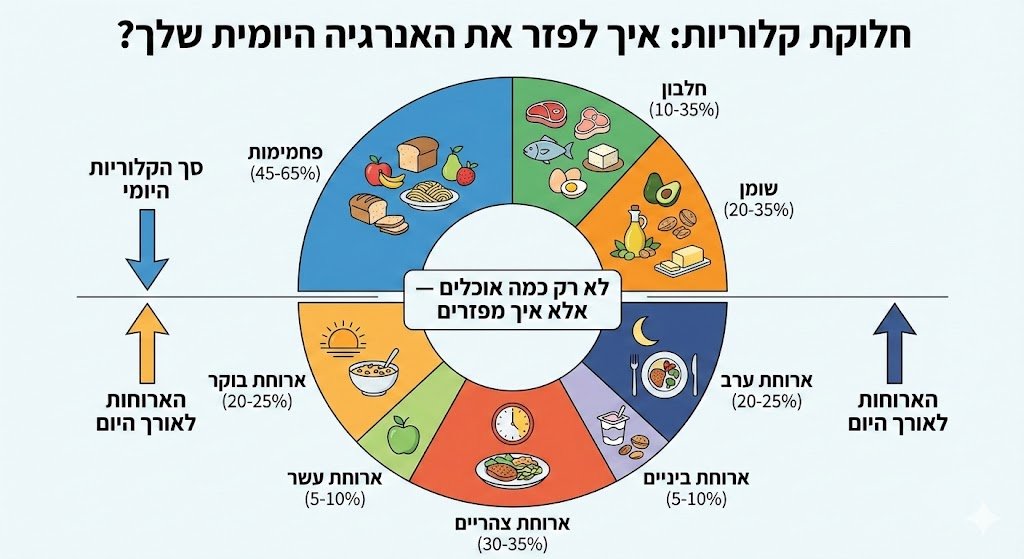 חלוקת קלוריות: איך לפזר את האנרגיה היומית שלך?
חלבון
(10-35%)
פחמימות
(45-65%)
סך הקלוריות
היומי
שומן
(20-35%)
לא רק כמה אוכלים —
אלא איך מפזרים
ארוחת ערב
(20-25%)
ארוחת בוקר
(20-25%)
הארוחות
לאורך היום
הארוחות
לאורך היום
ארוחת ביניים
(5-10%)
ארוחת עשר
(5-10%)
ארוחת צהריים
(30-35%)